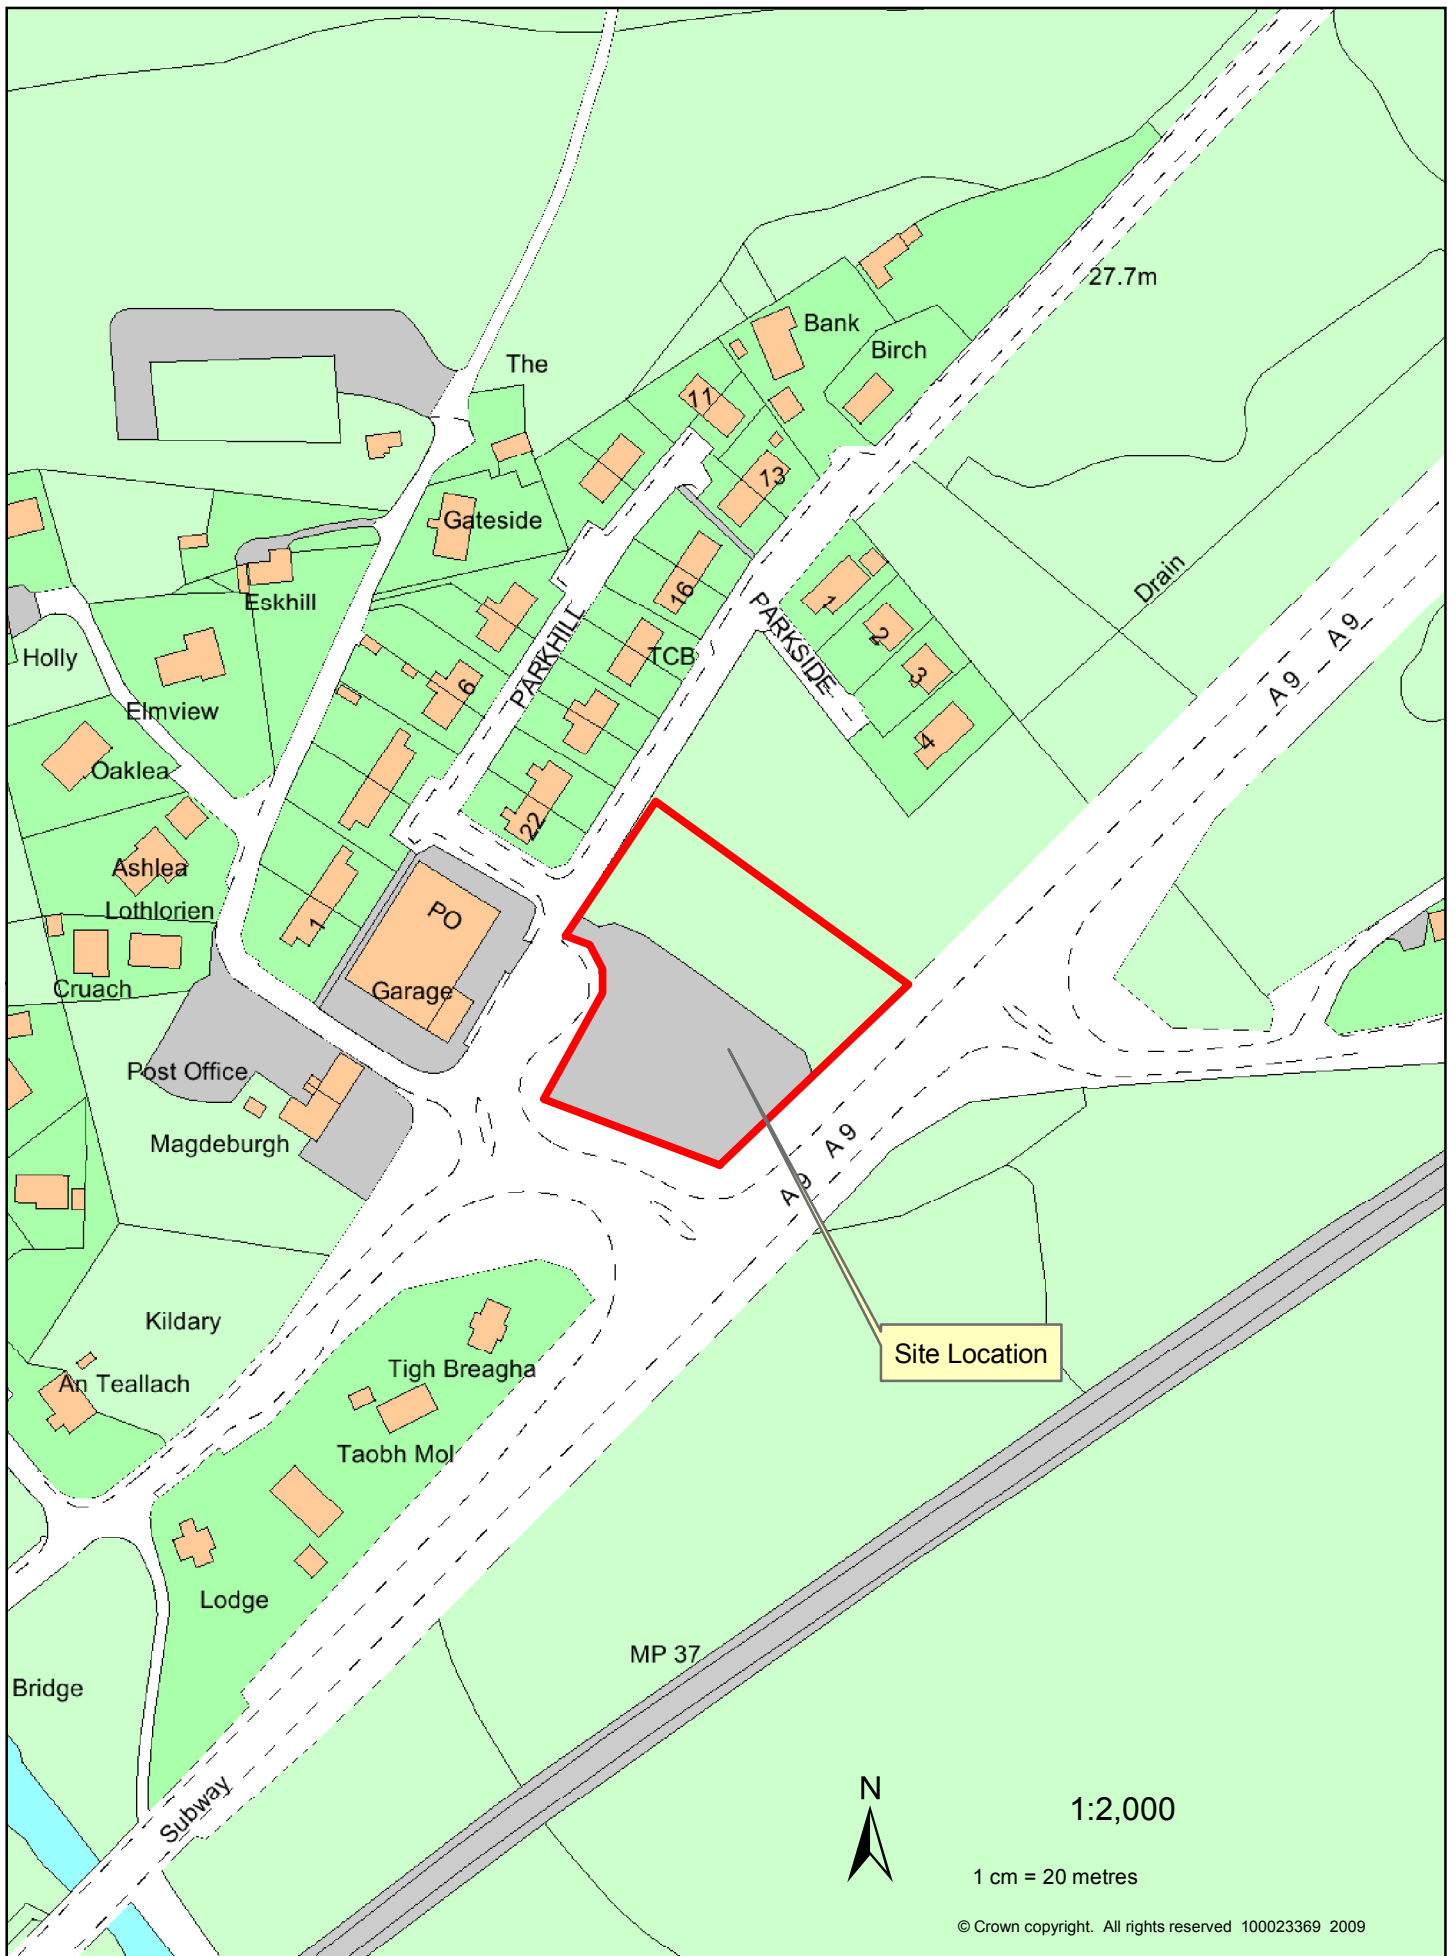 27.7m
Bank
Birch
The
11
13
Gateside
Drain
16
Eskhill
PARKHILL
PARKSIDE
1
2
3
4
TCB
A 9
A 9
Holly
6
Elmview
Oaklea
22
Ashlea
Lothlorien
1
PO
Cruach
Garage
Post Office
Magdeburgh
A 9
A 9
Kildary
Site Location
Tigh Breagha
An Teallach
Taobh Mol
Lodge
MP 37
Bridge
Subway
N
1:2,000
1 cm = 20 metres
© Crown copyright. All rights reserved 100023369 2009